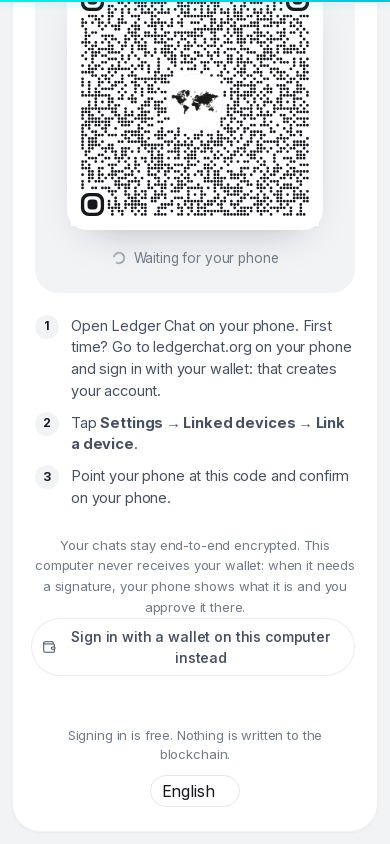 Waiting for your phone
1 Open Ledger Chat on your phone. First
time? Go to ledgerchat.org on your phone
and sign in with your wallet: that creates
your account.
2 Tap Settings → Linked devices → Link
a device.
3 Point your phone at this code and confirm
on your phone.
Your chats stay end-to-end encrypted. This
computer never receives your wallet: when it needs
a signature, your phone shows what it is and you
approve it there.
Sign in with a wallet on this computer
instead
Signing in is free. Nothing is written to the
blockchain.
English